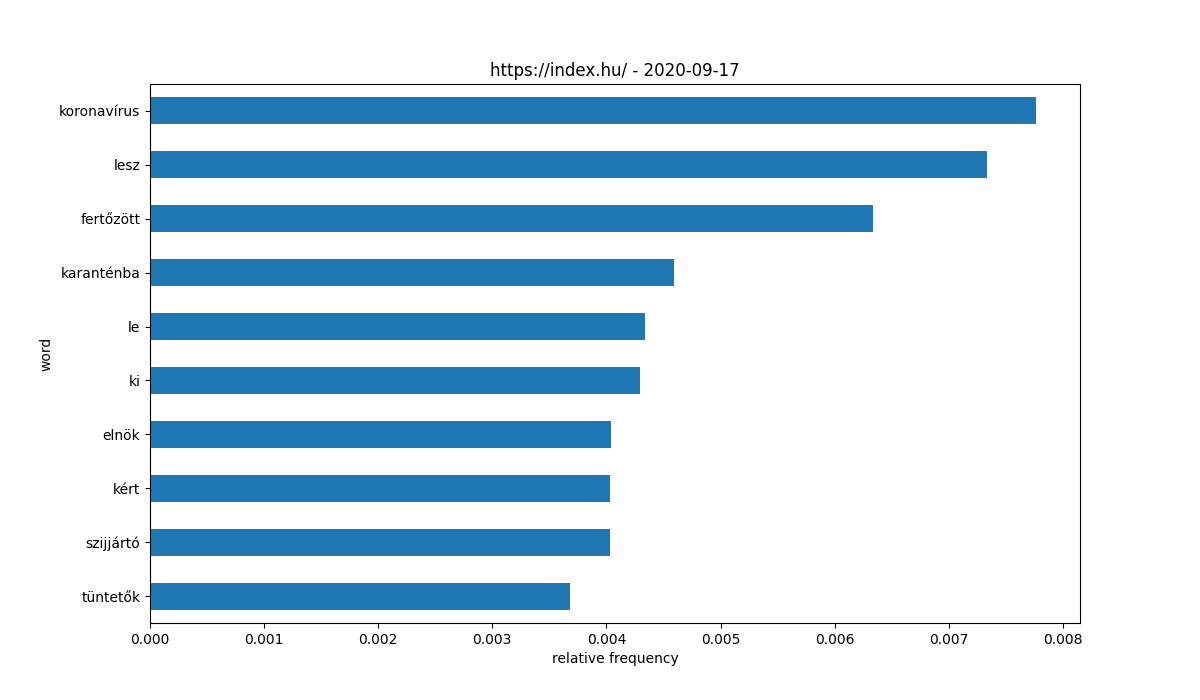 https://index.hu/ - 2020-09-17
koronavírus
lesz
fertőzött
karanténba
le
ki
elnök
kért
szijjártó
tüntetők
word
0.000 0.001 0.002 0.003 0.004 0.005 0.006 0.007 0.008
relative frequency